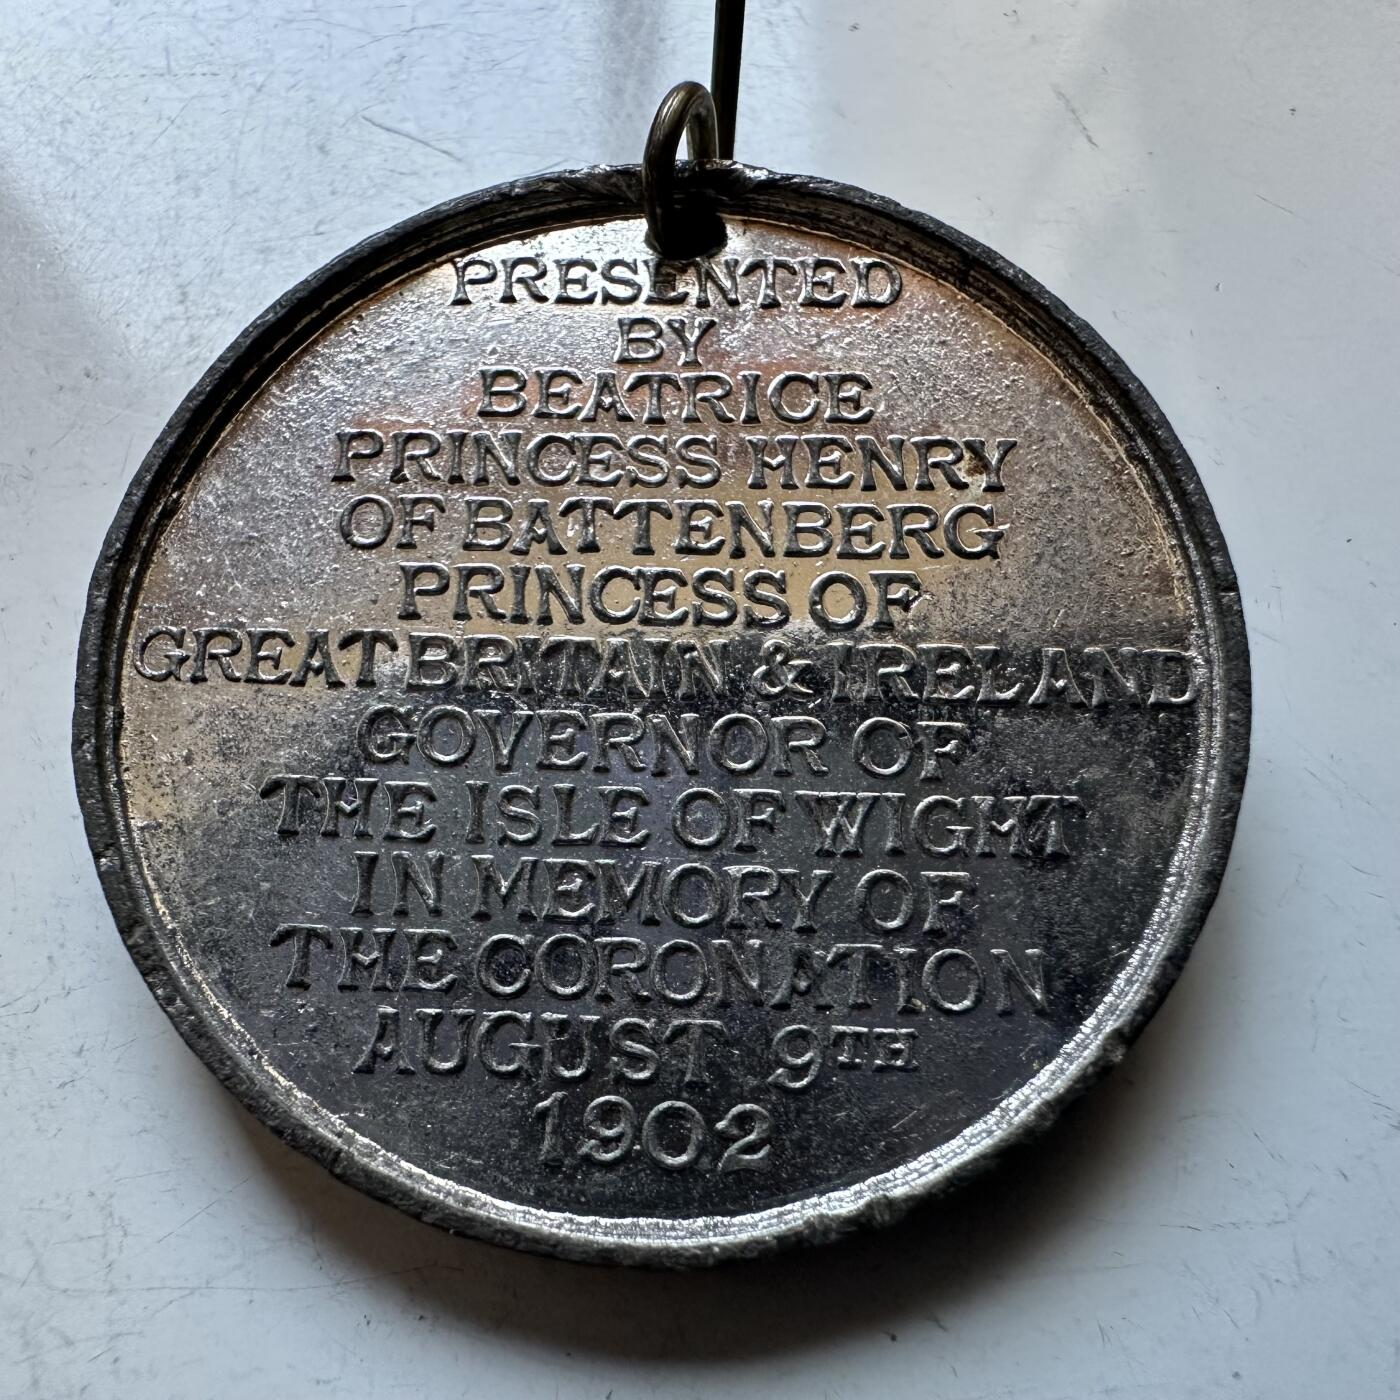 PRESENTED
BY
BEATRICE
PRINCESS HENRY
OF BATTENBERG
PRINCESS OF
GREAT BRITAIN & IRELAND
GOVERNOR OF
THE ISLE OF WIGHT
IN MEMORY OF
THE CORONATION
AUGUST 9TH
1902